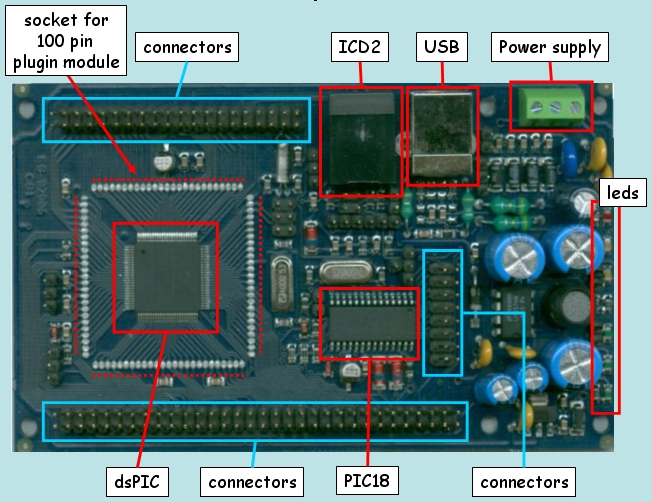 socket for
100 pin
plugin module
connectors
ICD2
USB
Power supply
leds
dsPIC
connectors
PIC18
connectors